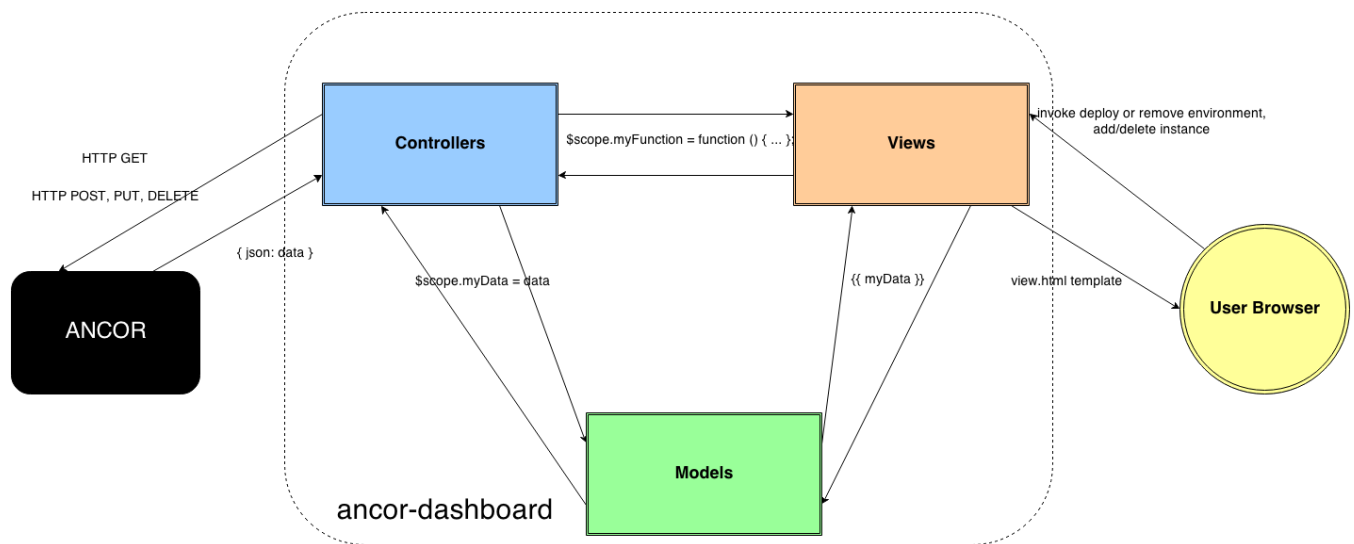 Controllers
Views
invoke deploy or remove environment,
add/delete instance
$scope.myFunction = function () { ... };
HTTP GET
HTTP POST, PUT, DELETE
{ json: data }
$scope.myData = data
{{ myData }}
view.html template
User Browser
ANCOR
Models
ancor-dashboard